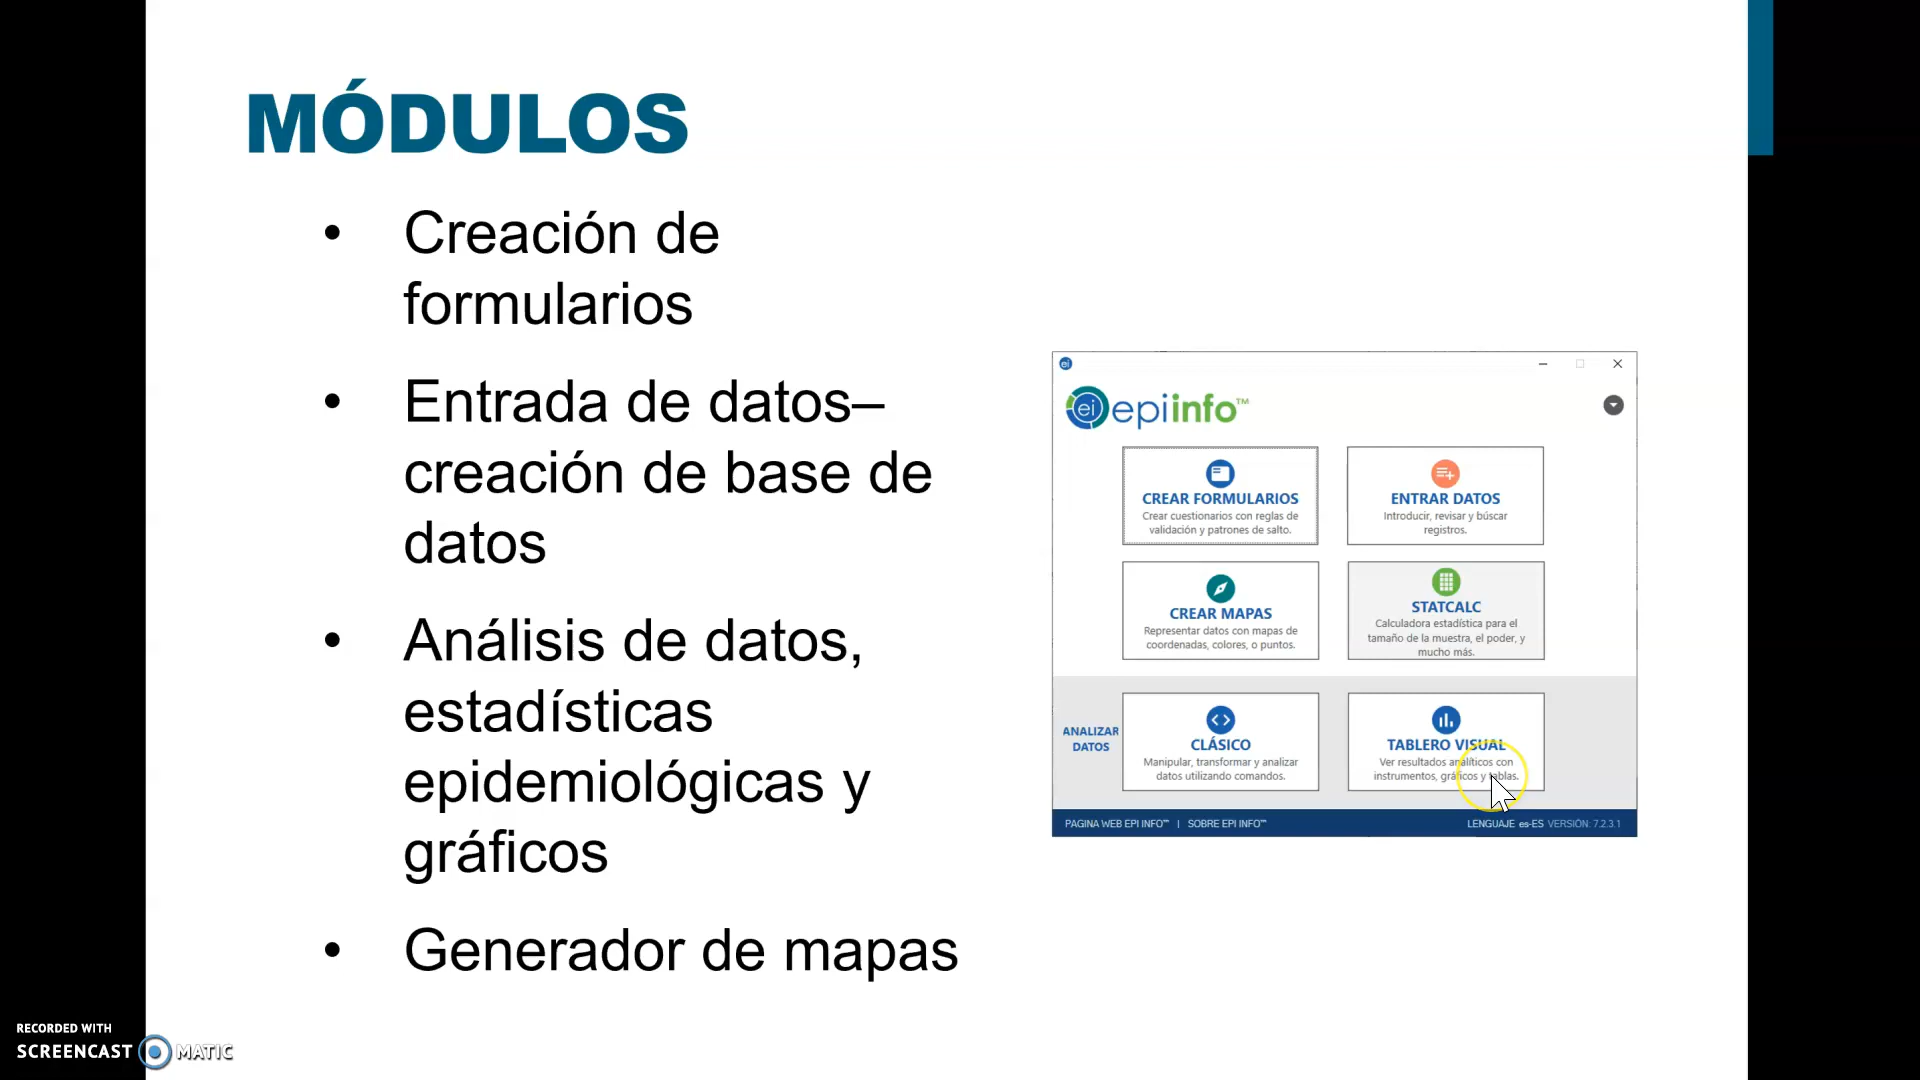 MÓDULOS
• Creación de
formularios
• Entrada de datos–
creación de base de
datos
• Análisis de datos,
estadísticas
epidemiológicas y
gráficos
• Generador de mapas
ei
ei epiinfo™
CREAR FORMULARIOS
Crear cuestionarios con reglas de
validación y patrones de salto.
ENTRAR DATOS
Introducir, revisar y búscar
registros.
CREAR MAPAS
Representar datos con mapas de
coordenadas, colores, o puntos.
STATCALC
Calculadora estadística para el
tamaño de la muestra, el poder, y
mucho más.
ANALIZAR
DATOS
CLÁSICO
Manipular, transformar y analizar
datos utilizando comandos.
TABLERO VISUAL
Ver resultados analíticos con
instrumentos, gráficos y tablas.
PAGINA WEB EPI INFO™ | SOBRE EPI INFO™ LENGUAJE es-ES VERSIÓN: 7.2.3.1
RECORDED WITH
SCREENCAST MATIC